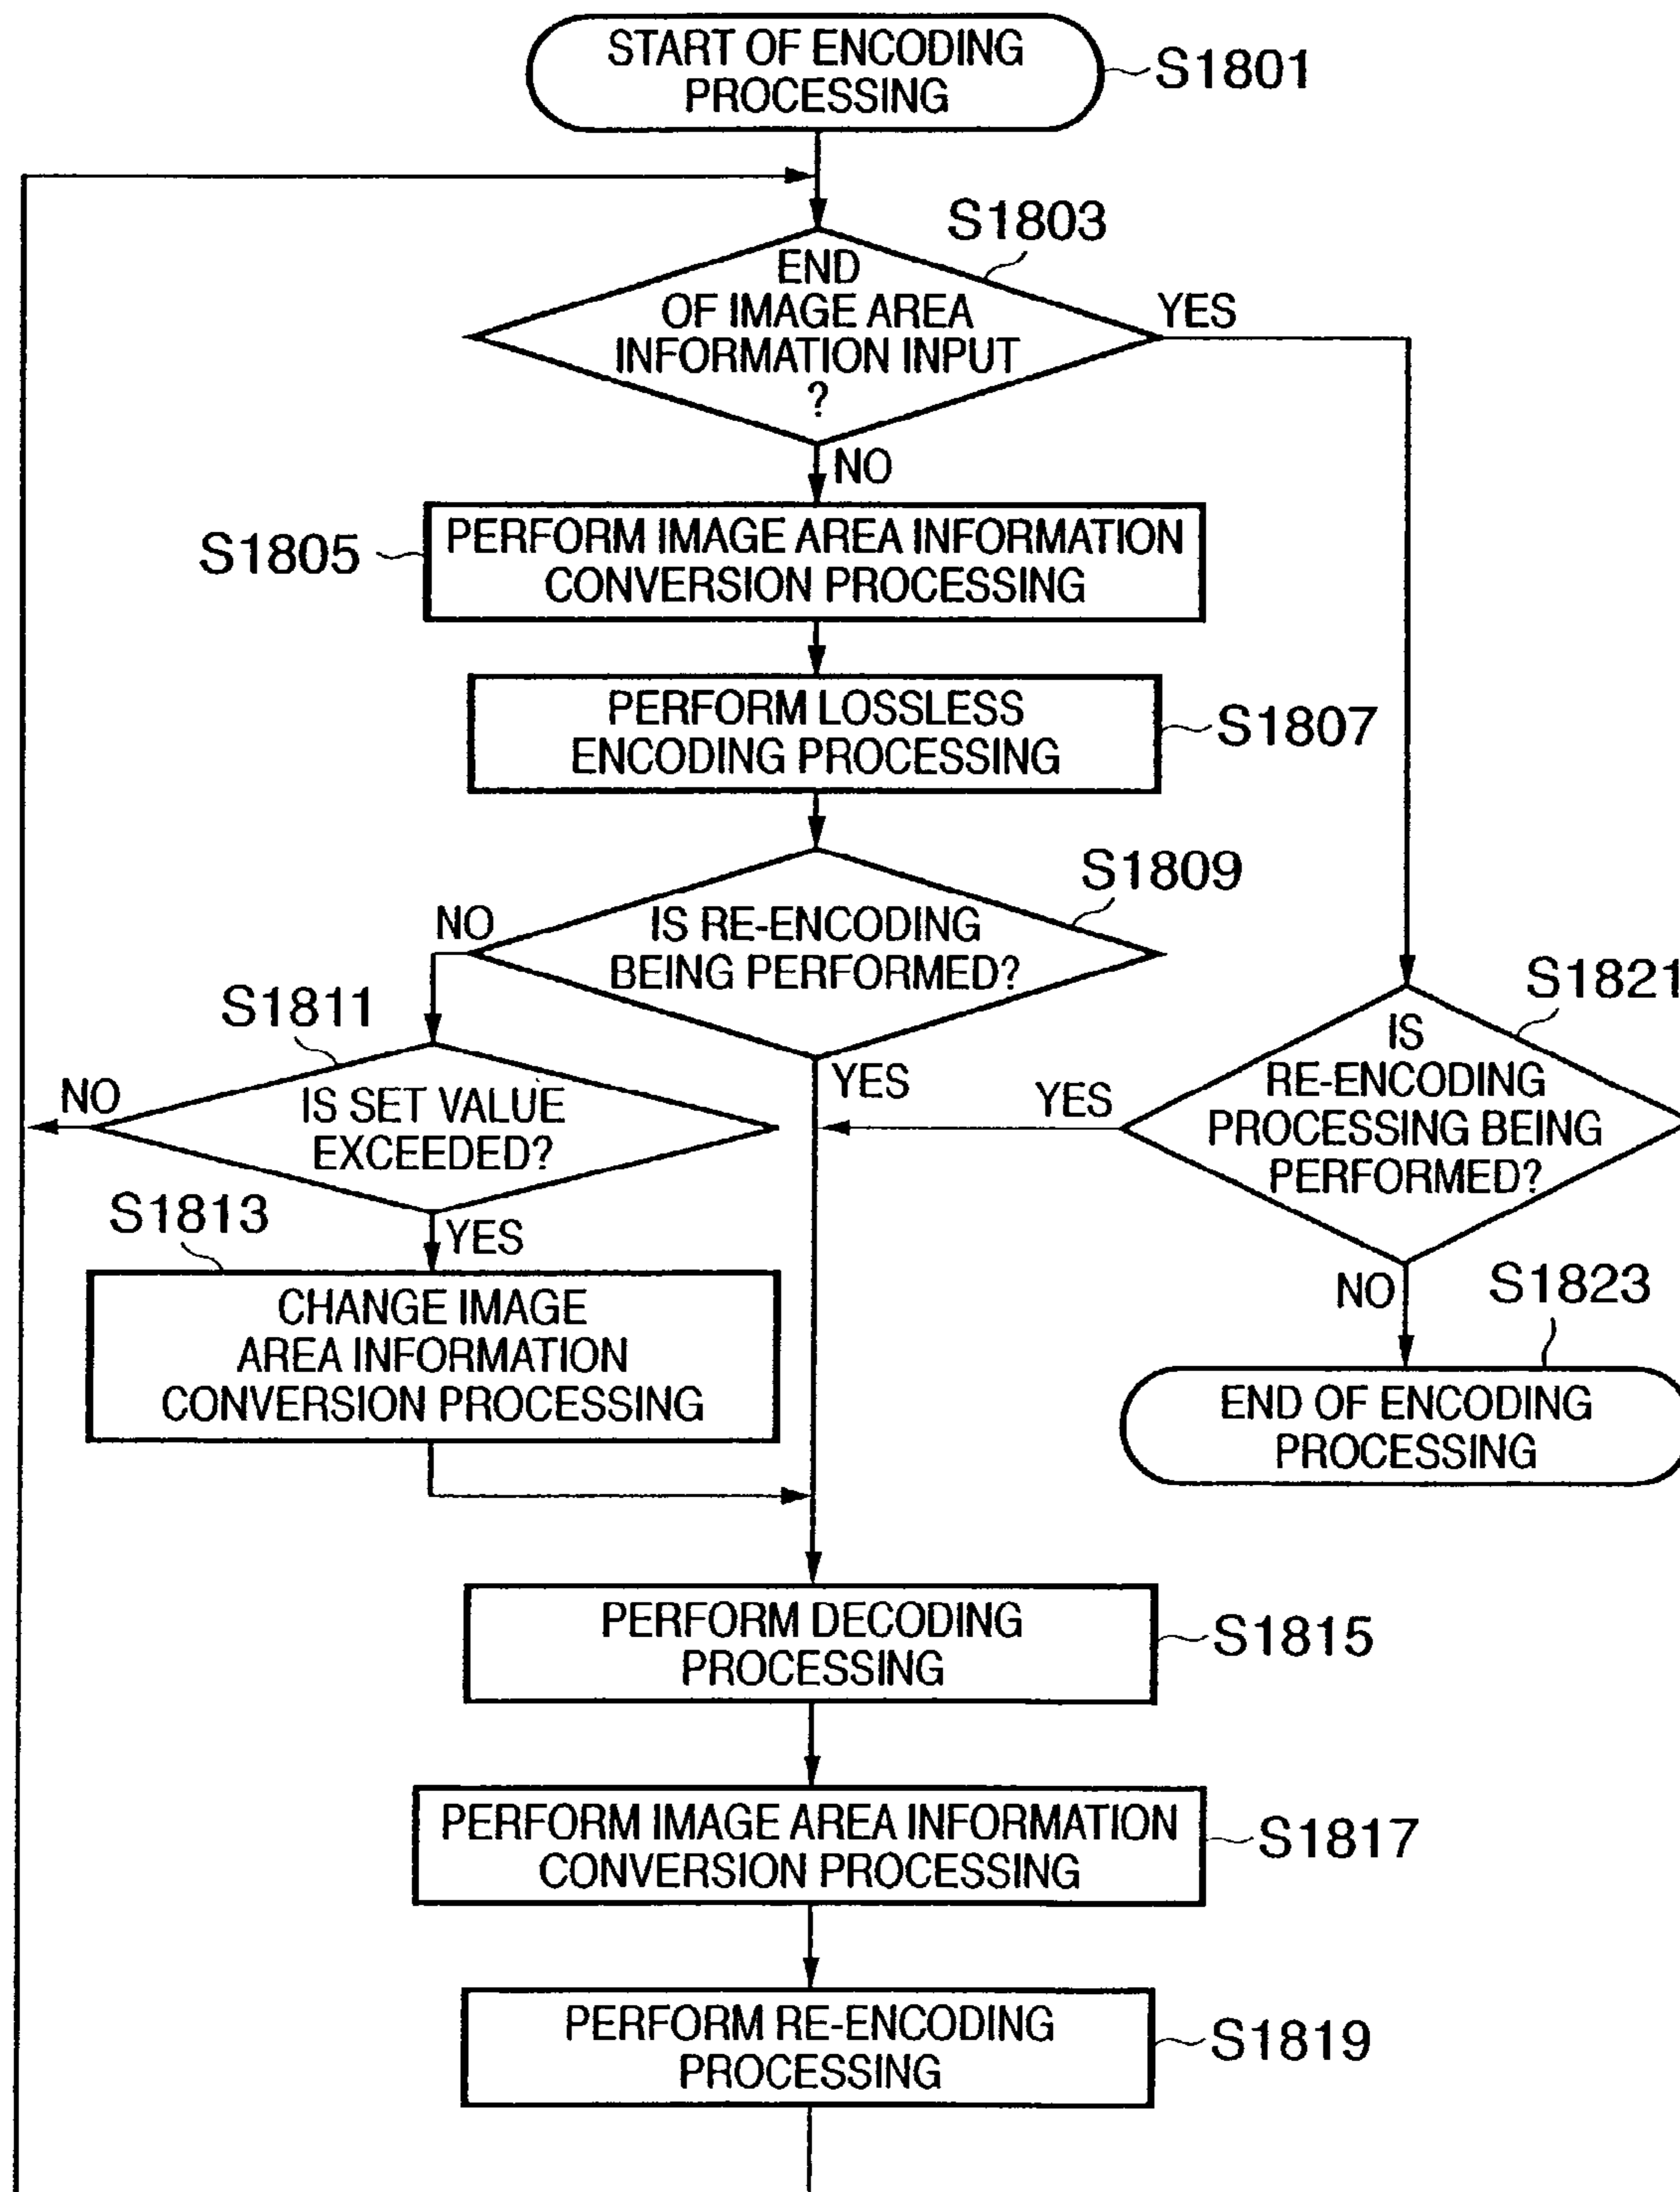 START OF ENCODING
PROCESSING
S1801
S1803
END
OF IMAGE AREA
INFORMATION INPUT
?
YES
NO
S1805
PERFORM IMAGE AREA INFORMATION
CONVERSION PROCESSING
PERFORM LOSSLESS
ENCODING PROCESSING
S1807
S1809
NO
IS RE-ENCODING
BEING PERFORMED?
YES
S1811
NO
IS SET VALUE
EXCEEDED?
YES
S1813
CHANGE IMAGE
AREA INFORMATION
CONVERSION PROCESSING
S1821
IS
RE-ENCODING
PROCESSING BEING
PERFORMED?
YES
NO
S1823
END OF ENCODING
PROCESSING
PERFORM DECODING
PROCESSING
S1815
PERFORM IMAGE AREA INFORMATION
CONVERSION PROCESSING
S1817
PERFORM RE-ENCODING
PROCESSING
S1819